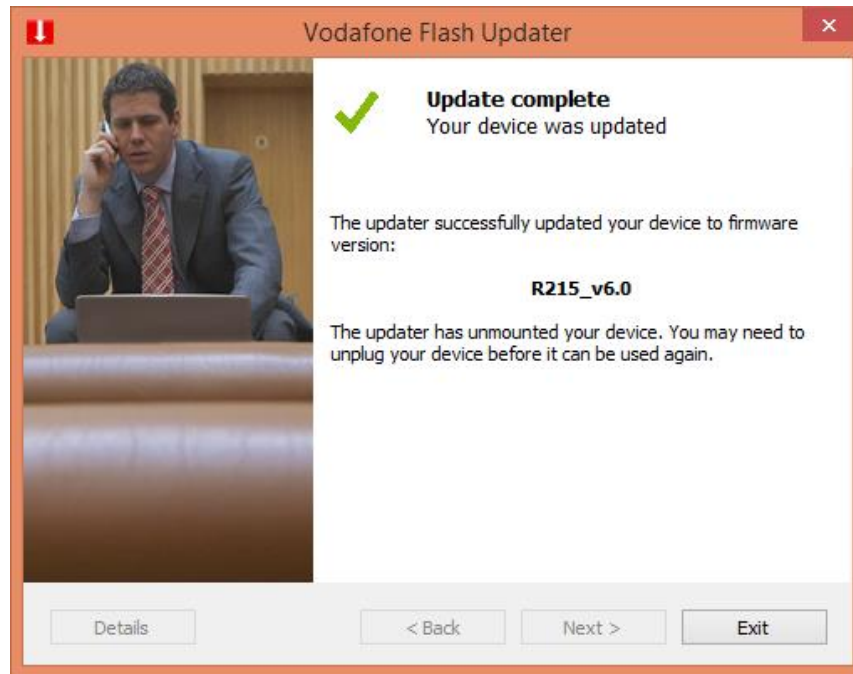 Vodafone Flash Updater
Update complete
Your device was updated
The updater successfully updated your device to firmware
version:
R215_v6.0
The updater has unmounted your device. You may need to
unplug your device before it can be used again.
Details
< Back
Next >
Exit